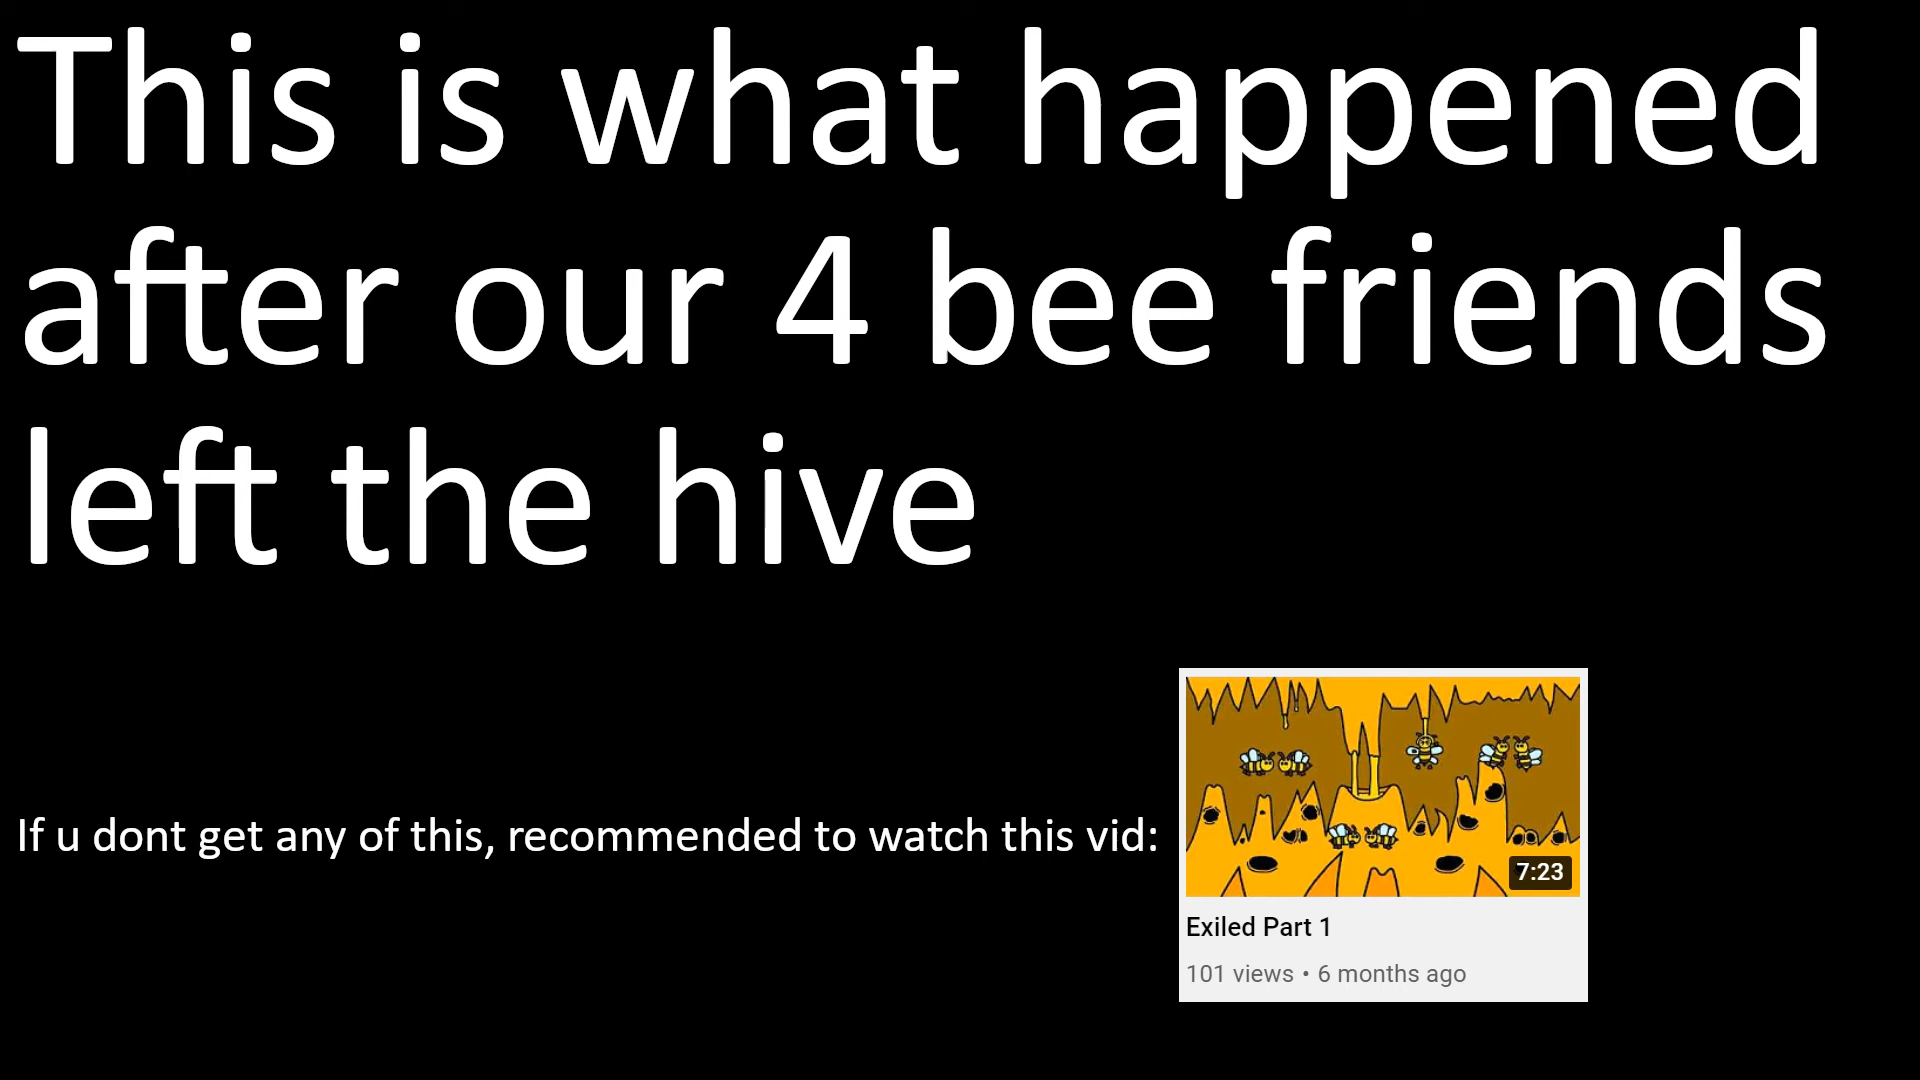 This is what happened
after our 4 bee friends
left the hive
If u dont get any of this, recommended to watch this vid:
7:23
Exiled Part 1
101 views • 6 months ago